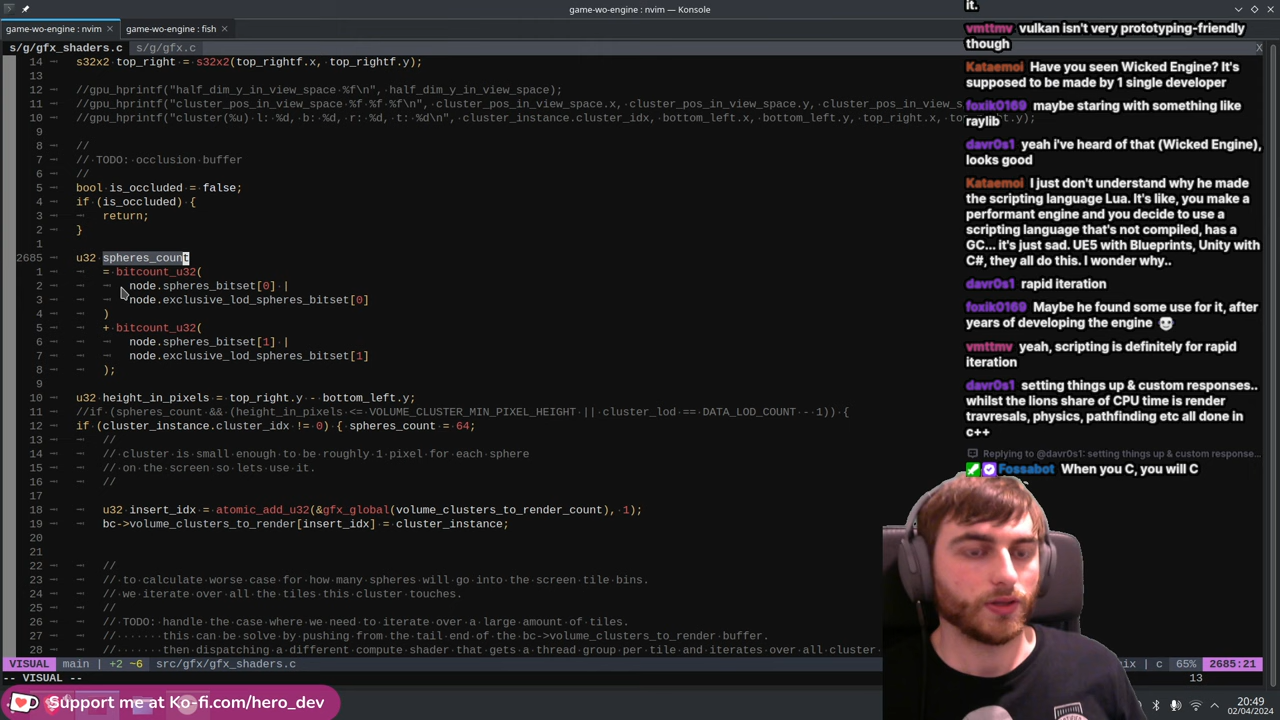 game-wo-engine : nvim — Konsole
game-wo-engine : nvim
game-wo-engine : fish
s/g/gfx_shaders.c
s/g/gfx.c
X
14 s32x2 top_right = s32x2(top_rightf.x, top_rightf.y);
13
12 //gpu_hprintf("half_dim_y_in_view_space %f\n", half_dim_y_in_view_space);
11 //gpu_hprintf("cluster_pos_in_view_space %f %f %f\n", cluster_pos_in_view_space.x, cluster_pos_in_view_space.y, cluster_pos_in_view_s
10 //gpu_hprintf("cluster(%u) l: %d, b: %d, r: %d, t: %d\n", cluster_instance.cluster_idx, bottom_left.x, bottom_left.y, top_right.x, top_right.y);
9
8 //
7 // TODO: occlusion buffer
6 //
5 bool is_occluded = false;
4 if (is_occluded) {
3 return;
2 }
1
2685 u32 spheres_count
1 = bitcount_u32(
2 node.spheres_bitset[0] |
3 node.exclusive_lod_spheres_bitset[0]
4 )
5 + bitcount_u32(
6 node.spheres_bitset[1] |
7 node.exclusive_lod_spheres_bitset[1]
8 );
9
10 u32 height_in_pixels = top_right.y - bottom_left.y;
11 //if (spheres_count && (height_in_pixels <= VOLUME_CLUSTER_MIN_PIXEL_HEIGHT || cluster_lod == DATA_LOD_COUNT - 1)) {
12 if (cluster_instance.cluster_idx != 0) { spheres_count = 64;
13 //
14 // cluster is small enough to be roughly 1 pixel for each sphere
15 // on the screen so lets use it.
16 //
17
18 u32 insert_idx = atomic_add_u32(&gfx_global(volume_clusters_to_render_count), 1);
19 bc->volume_clusters_to_render[insert_idx] = cluster_instance;
20
21
22 //
23 // to calculate worse case for how many spheres will go into the screen tile bins.
24 // we iterate over all the tiles this cluster touches.
25 //
26 // TODO: handle the case where we need to iterate over a large amount of tiles.
27 // this can be solve by pushing from the tail end of the bc->volume_clusters_to_render buffer.
28 // then dispatching a different compute shader that gets a thread group per tile and iterates over all cluster
VISUAL main | +2 ~6 src/gfx/gfx_shaders.c
ix | c 65% 2685:21
-- VISUAL --
13
Support me at Ko-fi.com/hero_dev
20:49
02/04/2024
it.
vmttmv vulkan isn't very prototyping-friendly
though
Kataemoi Have you seen Wicked Engine? It's
supposed to be made by 1 single developer
foxik0169 maybe staring with something like
raylib
davr0s1 yeah i've heard of that (Wicked Engine),
looks good
Kataemoi I just don't understand why he made
the scripting language Lua. It's like, you make a
performant engine and you decide to use a
scripting language that's not compiled, has a
GC... it's just sad. UE5 with Blueprints, Unity with
C#, they all do this. I wonder why..
davr0s1 rapid iteration
foxik0169 Maybe he found some use for it, after
years of developing the engine
vmttmv yeah, scripting is definitely for rapid
iteration
davr0s1 setting things up & custom responses..
whilst the lions share of CPU time is render
travresals, physics, pathfinding etc all done in
c++
Replying to @davr0s1: setting things up & custom response...
Fossabot When you C, you will C